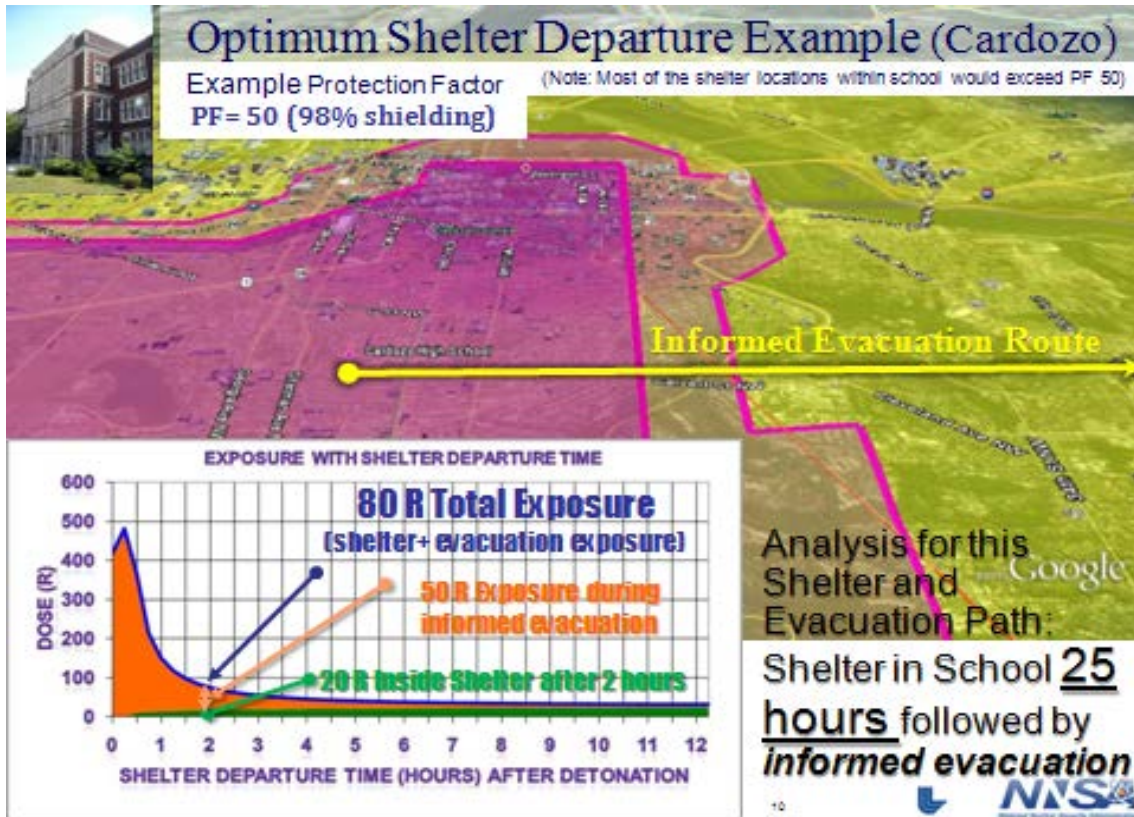 Optimum Shelter Departure Example (Cardozo)
Example Protection Factor
PF= 50 (98% shielding)
(Note: Most of the shelter locations within school would exceed PF 50)
Cardozo High School
Informed Evacuation Route
EXPOSURE WITH SHELTER DEPARTURE TIME
DOSE (R)
600
500
400
300
200
100
0
80 R Total Exposure
(shelter+ evacuation exposure)
50 R Exposure during
informed evacuation
20 R Inside Shelter after 2 hours
0 1 2 3 4 5 6 7 8 9 10 11 12
SHELTER DEPARTURE TIME (HOURS) AFTER DETONATION
Google
Analysis for this
Shelter and
Evacuation Path:
Shelter in School 25
hours followed by
informed evacuation
10
NNSA